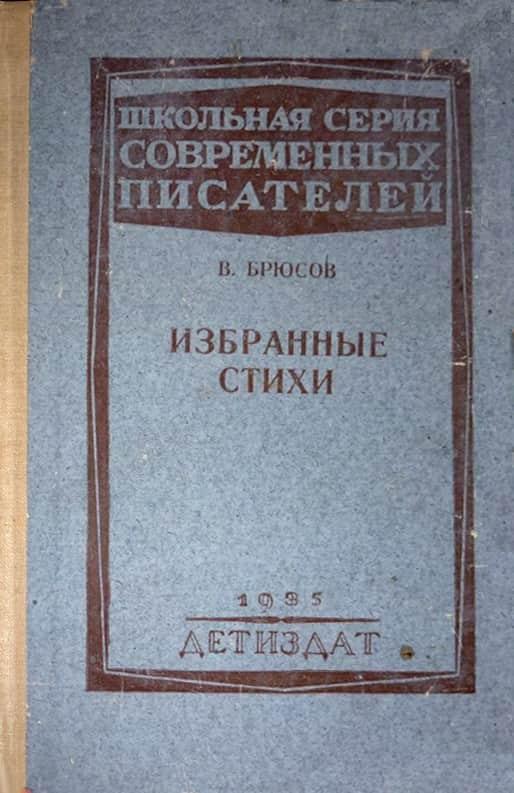 ШКОЛЬНАЯ СЕРИЯ
СОВРЕМЕННЫХ
ПИСАТЕЛЕЙ
В. БРЮСОВ
ИЗБРАННЫЕ
СТИХИ
1935
ДЕТИЗДАТ